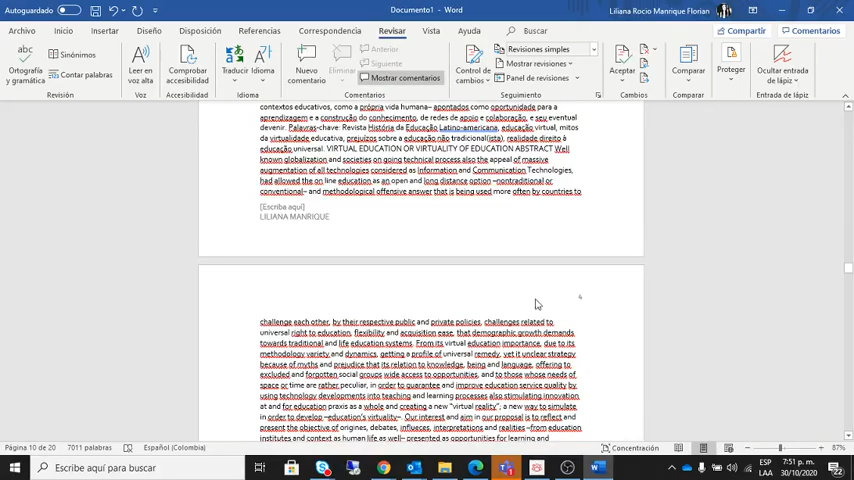 Autoguardado
Documento1 - Word
Liliana Rocio Manrique Florian
Archivo Inicio Insertar Diseño Disposición Referencias Correspondencia Revisar Vista Ayuda Buscar Compartir Comentarios
abc Sinónimos
Contar palabras
Ortografía y gramática
Leer en voz alta
Comprobar accesibilidad
Traducir Idioma
Nuevo comentario
Eliminar
Anterior
Siguiente
Mostrar comentarios
Control de cambios
Revisiones simples
Mostrar revisiones
Panel de revisiones
Aceptar
Comparar
Proteger
Ocultar entrada de lápiz
Revisión Voz Accesibilidad Idioma Comentarios Seguimiento Cambios Comparar Entrada de lápiz
contextos educativos, como a própria vida humana– apontados como oportunidade para a
aprendizagem e a construção do conhecimento, de redes de apoio e colaboração, e seu eventual
devenir. Palavras-chave: Revista História da Educação Latino-americana, educação virtual, mitos
da virtualidade educativa, prejuízos sobre a educação não tradicional(ista), realidade direito à
educação universal. VIRTUAL EDUCATION OR VIRTUALITY OF EDUCATION ABSTRACT Well
known globalization and societies on going technical process also the appeal of massive
augmentation of all technologies considered as Information and Communication Technologies,
had allowed the on line education as an open and long distance option –nontraditional or
conventional– and methodological offensive answer that is being used more often by countries to
[Escriba aquí]
LILIANA MANRIQUE
challenge each other, by their respective public and private policies, challenges related to
universal right to education, flexibility and acquisition ease, that demographic growth demands
towards traditional and life education systems. From its virtual education importance, due to its
methodology variety and dynamics, getting a profile of universal remedy, yet it unclear strategy
because of myths and prejudice that its relation to knowledge, being and language, offering to
excluded and forgotten social groups wide access to opportunities, and to those whose needs of
space or time are rather peculiar, in order to guarantee and improve education service quality by
using technology developments into teaching and learning processes also stimulating innovation
at and for education praxis as a whole and creating a new "virtual reality"; a new way to simulate
in order to develop –education's virtuality–. Our interest and aim in our proposal is to reflect and
present the objective of origines, debates, influeces, interpretations and realities –from education
institutes and context as human life as well– presented as opportunities for learning and
Página 10 de 20 7011 palabras Español (Colombia) Concentración 87%
Escribe aquí para buscar
ESP
LAA
7:51 p. m.
30/10/2020
22